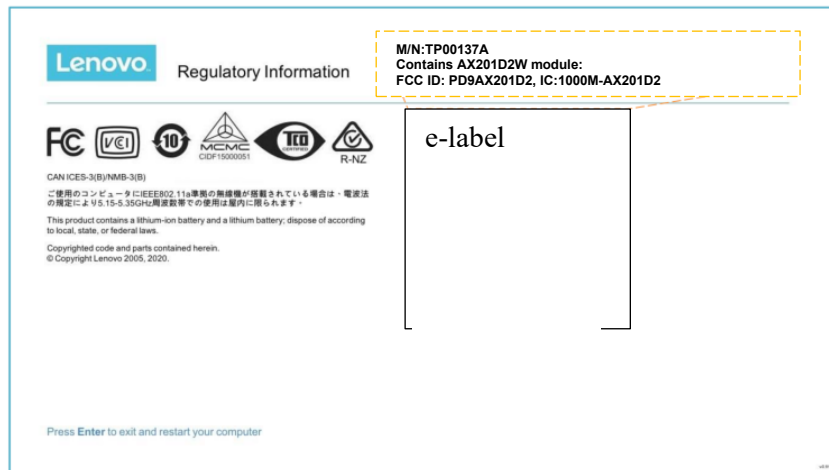 Lenovo
Regulatory Information
M/N:TP00137A
Contains AX201D2W module:
FCC ID: PD9AX201D2, IC:1000M-AX201D2
e-label
FC VCI 10 MCMC TCO
CERTIFIED
CIDF15000051
R-NZ
CAN ICES-3(B)/NMB-3(B)
ご使用のコンピュータにIEEE802.11a準拠の無線機が搭載されている場合は、電波法
の規定により5.15-5.35GHz周波数帯での使用は屋内に限られます。
This product contains a lithium-ion battery and a lithium battery; dispose of according
to local, state, or federal laws.
Copyrighted code and parts contained herein.
© Copyright Lenovo 2005, 2020.
Press Enter to exit and restart your computer